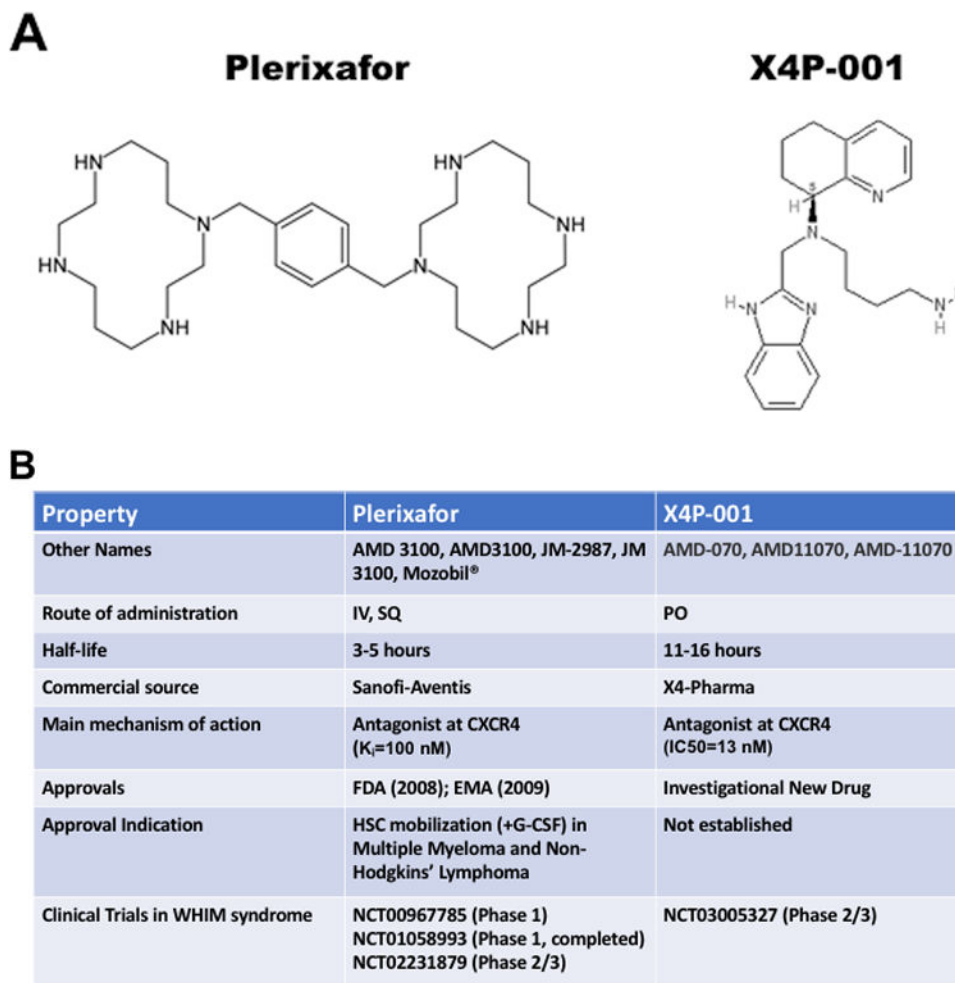 A
Plerixafor
X4P-001
HN
HN
N
NH
N
HN
NH
NH
S
H
N
N
H
N
N
N
H
B
Property Plerixafor X4P-001
Other Names AMD 3100, AMD3100, JM-2987, JM AMD-070, AMD11070, AMD-11070
3100, Mozobil®
Route of administration IV, SQ PO
Half-life 3-5 hours 11-16 hours
Commercial source Sanofi-Aventis X4-Pharma
Main mechanism of action Antagonist at CXCR4 Antagonist at CXCR4
(Ki=100 nM) (IC50=13 nM)
Approvals FDA (2008); EMA (2009) Investigational New Drug
Approval Indication HSC mobilization (+G-CSF) in Not established
Multiple Myeloma and Non-
Hodgkins’ Lymphoma
Clinical Trials in WHIM syndrome NCT00967785 (Phase 1) NCT03005327 (Phase 2/3)
NCT01058993 (Phase 1, completed)
NCT02231879 (Phase 2/3)